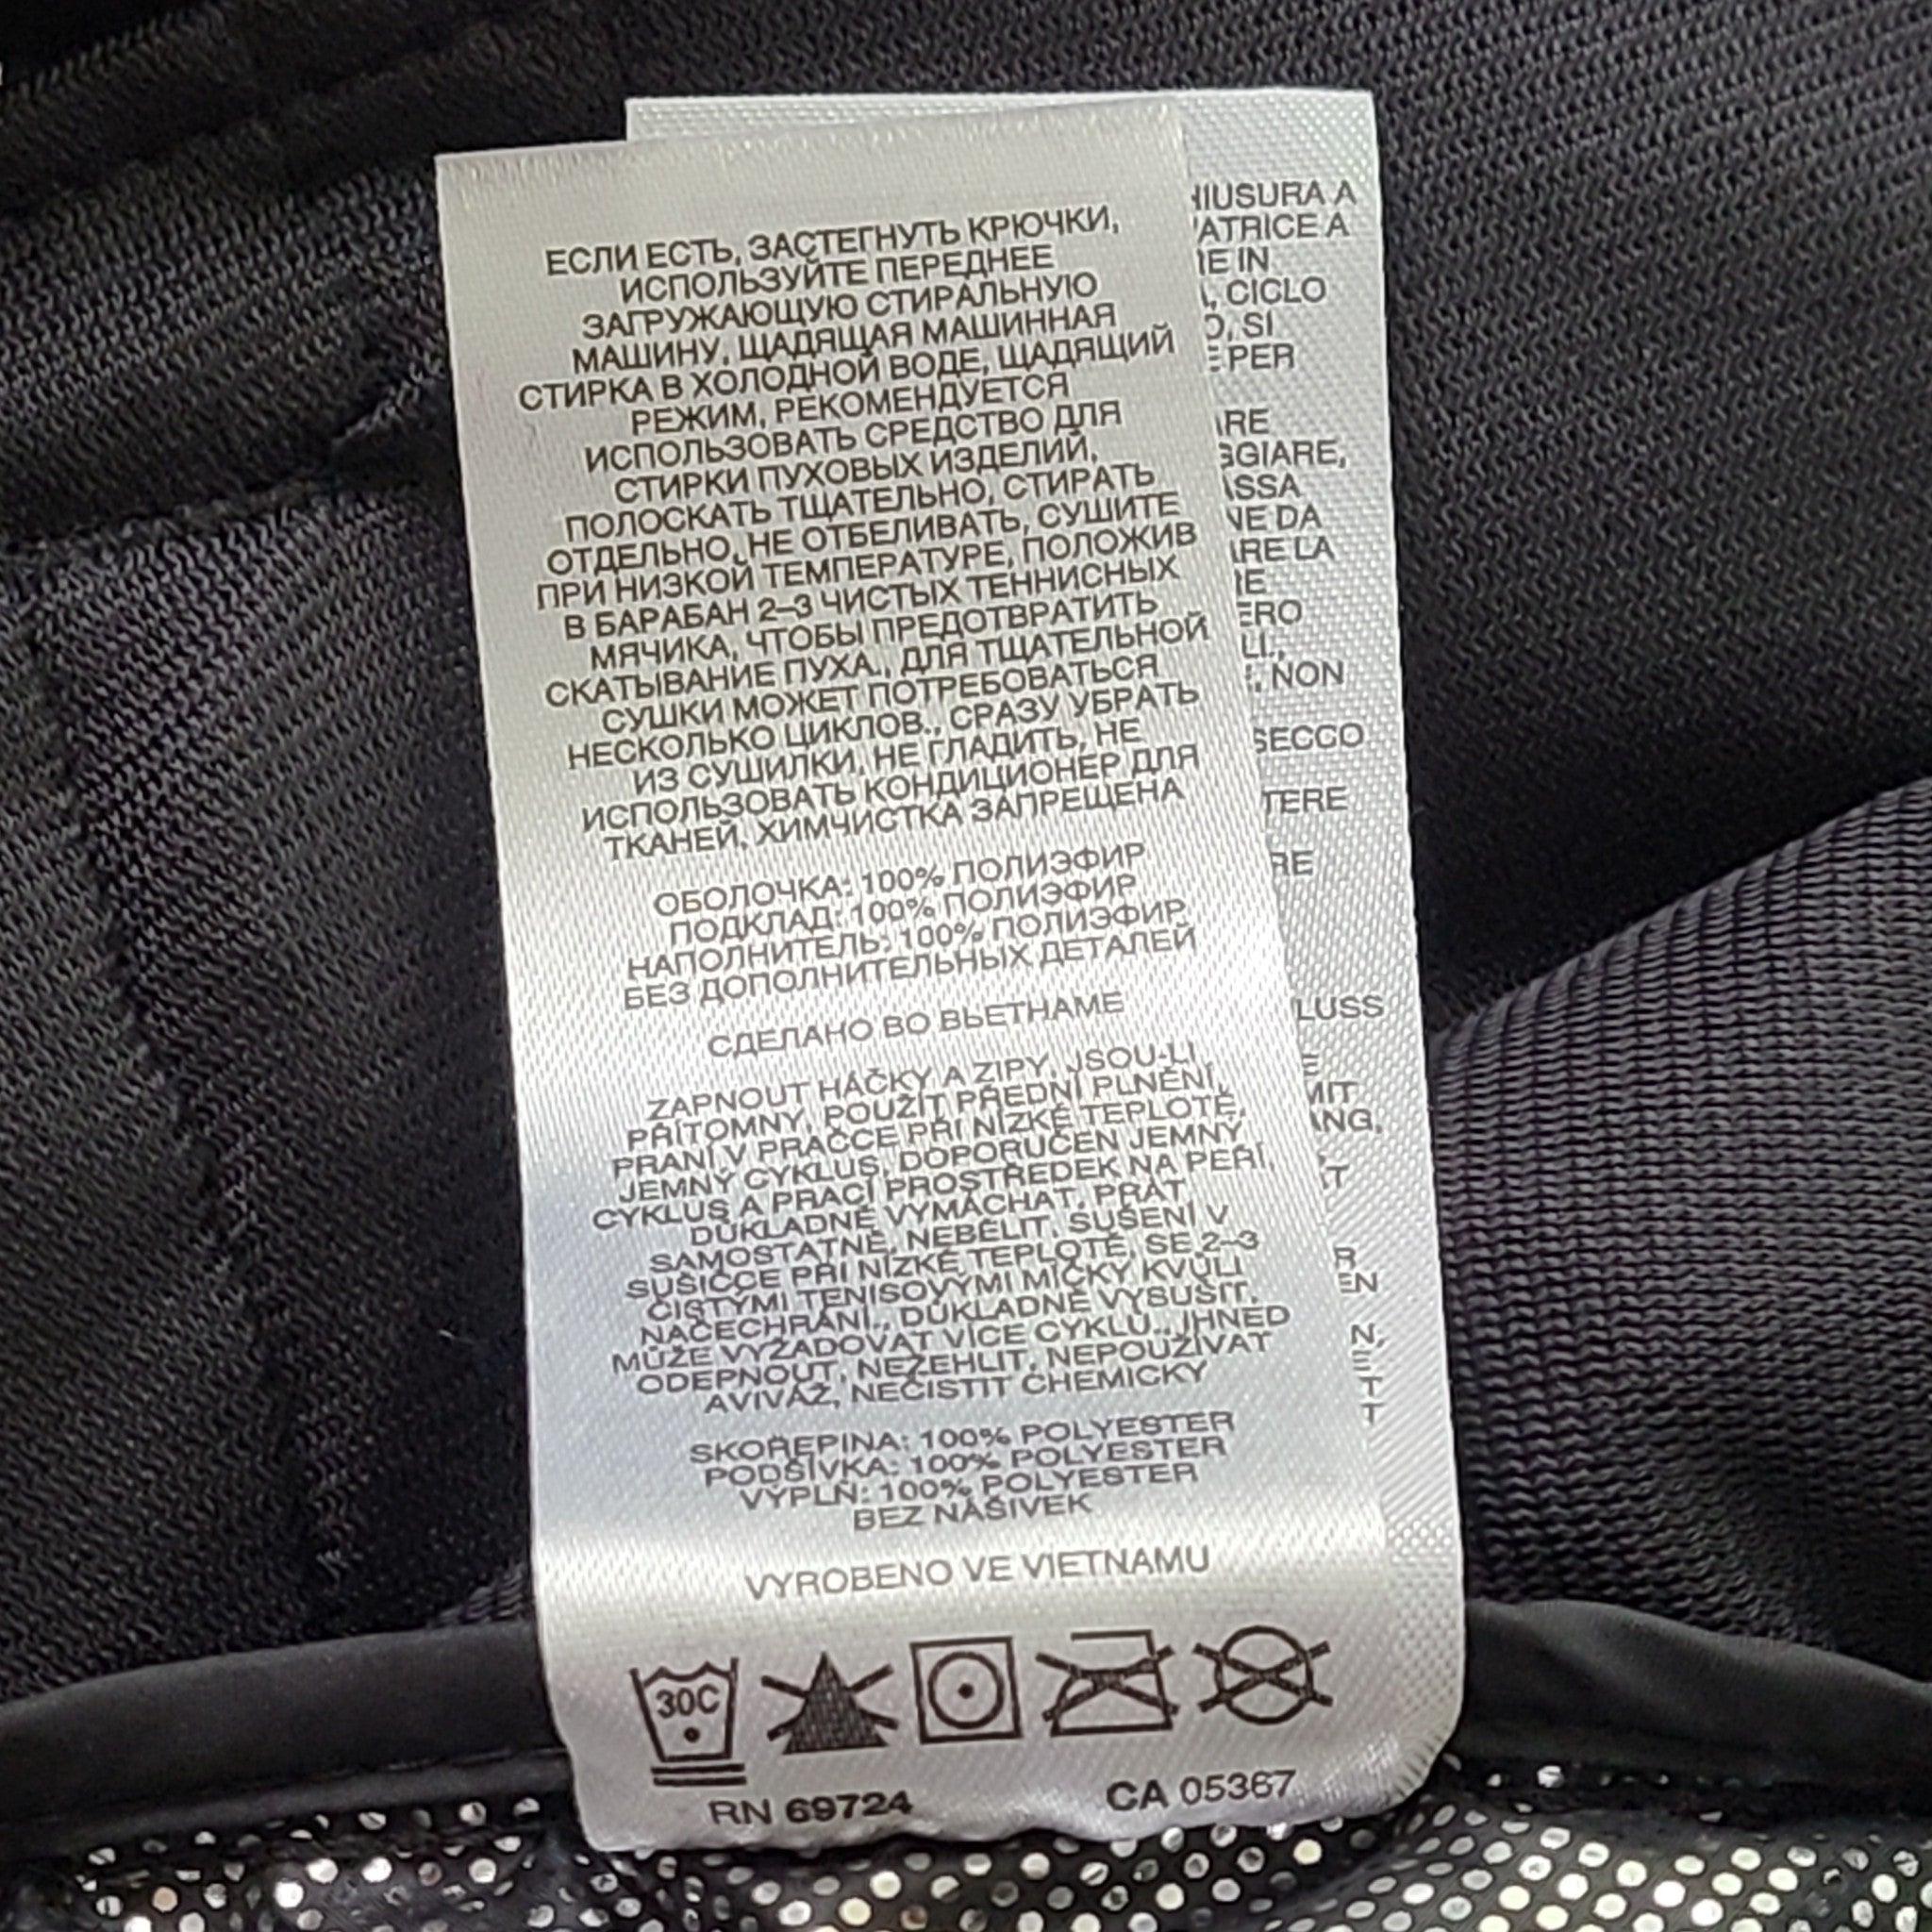 ЕСЛИ ЕСТЬ, ЗАСТЕГНУТЬ КРЮЧКИ,
ИСПОЛЬЗУЙТЕ ПЕРЕДНЕЕ
ЗАГРУЖАЮЩУЮ СТИРАЛЬНУЮ
МАШИНУ, ЩАДЯЩАЯ МАШИННАЯ
СТИРКА В ХОЛОДНОЙ ВОДЕ, ЩАДЯЩИЙ
РЕЖИМ, РЕКОМЕНДУЕТСЯ
ИСПОЛЬЗОВАТЬ СРЕДСТВО ДЛЯ
СТИРКИ ПУХОВЫХ ИЗДЕЛИЙ,
ПОЛОСКАТЬ ТЩАТЕЛЬНО, СТИРАТЬ
ОТДЕЛЬНО, НЕ ОТБЕЛИВАТЬ, СУШИТЕ
ПРИ НИЗКОЙ ТЕМПЕРАТУРЕ, ПОЛОЖИВ
В БАРАБАН 2–3 ЧИСТЫХ ТЕННИСНЫХ
МЯЧИКА, ЧТОБЫ ПРЕДОТВРАТИТЬ
СКАТЫВАНИЕ ПУХА., ДЛЯ ТЩАТЕЛЬНОЙ
СУШКИ МОЖЕТ ПОТРЕБОВАТЬСЯ
НЕСКОЛЬКО ЦИКЛОВ., СРАЗУ УБРАТЬ
ИЗ СУШИЛКИ, НЕ ГЛАДИТЬ, НЕ
ИСПОЛЬЗОВАТЬ КОНДИЦИОНЕР ДЛЯ
ТКАНЕЙ, ХИМЧИСТКА ЗАПРЕЩЕНА
ОБОЛОЧКА: 100% ПОЛИЭФИР
ПОДКЛАД: 100% ПОЛИЭФИР
НАПОЛНИТЕЛЬ: 100% ПОЛИЭФИР
БЕЗ ДОПОЛНИТЕЛЬНЫХ ДЕТАЛЕЙ
СДЕЛАНО ВО ВЬЕТНАМЕ
ZAPNOUT HÁČKY A ZIPY, JSOU-LI
PŘÍTOMNY, POUŽÍT PŘEDNÍ PLNĚNÍ,
PRANÍ V PRAČCE PŘI NÍZKÉ TEPLOTĚ,
JEMNÝ CYKLUS, DOPORUČEN JEMNÝ
CYKLUS A PRACÍ PROSTŘEDEK NA PEŘÍ,
DŮKLADNĚ VYMÁCHAT, PRÁT
SAMOSTATNĚ, NEBĚLIT, SUŠENÍ V
SUŠIČCE PŘI NÍZKÉ TEPLOTĚ, SE 2–3
ČISTÝMI TENISOVÝMI MÍČKY KVŮLI
NAČECHRÁNÍ., DŮKLADNÉ VYSUŠIT,
MŮŽE VYŽADOVAT VÍCE CYKLŮ., IHNED
ODEPNOUT, NEŽEHLIT, NEPOUŽÍVAT
AVIVÁŽ, NEČISTIT CHEMICKY
SKOŘEPINA: 100% POLYESTER
PODŠÍVKA: 100% POLYESTER
VÝPLŇ: 100% POLYESTER
BEZ NÁŠIVEK
VYROBENO VE VIETNAMU
30C
RN 69724 CA 05367
A
A
IN
CICLO
SI
PER
NON
SECCO